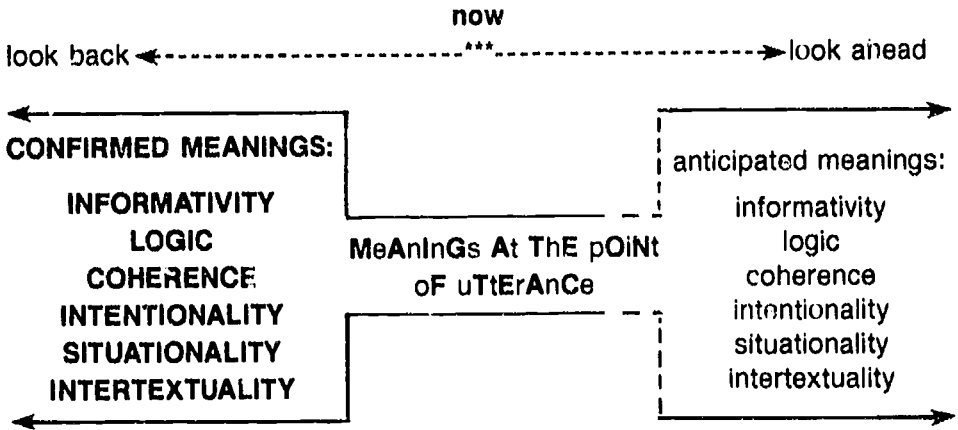 now
look back ***  look ahead
CONFIRMED MEANINGS:
INFORMATIVITY
LOGIC
COHERENCE
INTENTIONALITY
SITUATIONALITY
INTERTEXTUALITY
MeAnInGs At ThE pOiNt
oF uTtErAnCe
anticipated meanings:
informativity
logic
coherence
intentionality
situationality
intertextuality